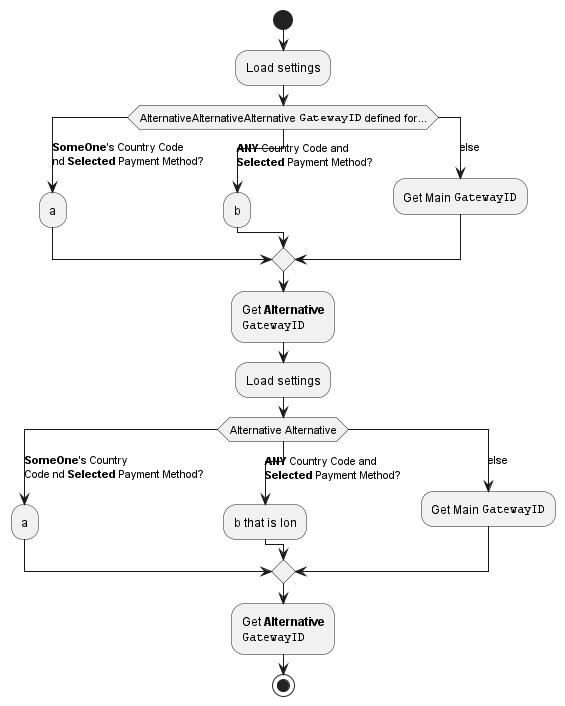 Load settings
AlternativeAlternativeAlternative GatewayID defined for...
SomeOne's Country Code
nd Selected Payment Method?
ANY Country Code and
Selected Payment Method?
else
a
b
Get Main GatewayID
Get Alternative
GatewayID
Load settings
Alternative Alternative
SomeOne's Country
Code nd Selected Payment Method?
ANY Country Code and
Selected Payment Method?
else
a
b that is lon
Get Main GatewayID
Get Alternative
GatewayID